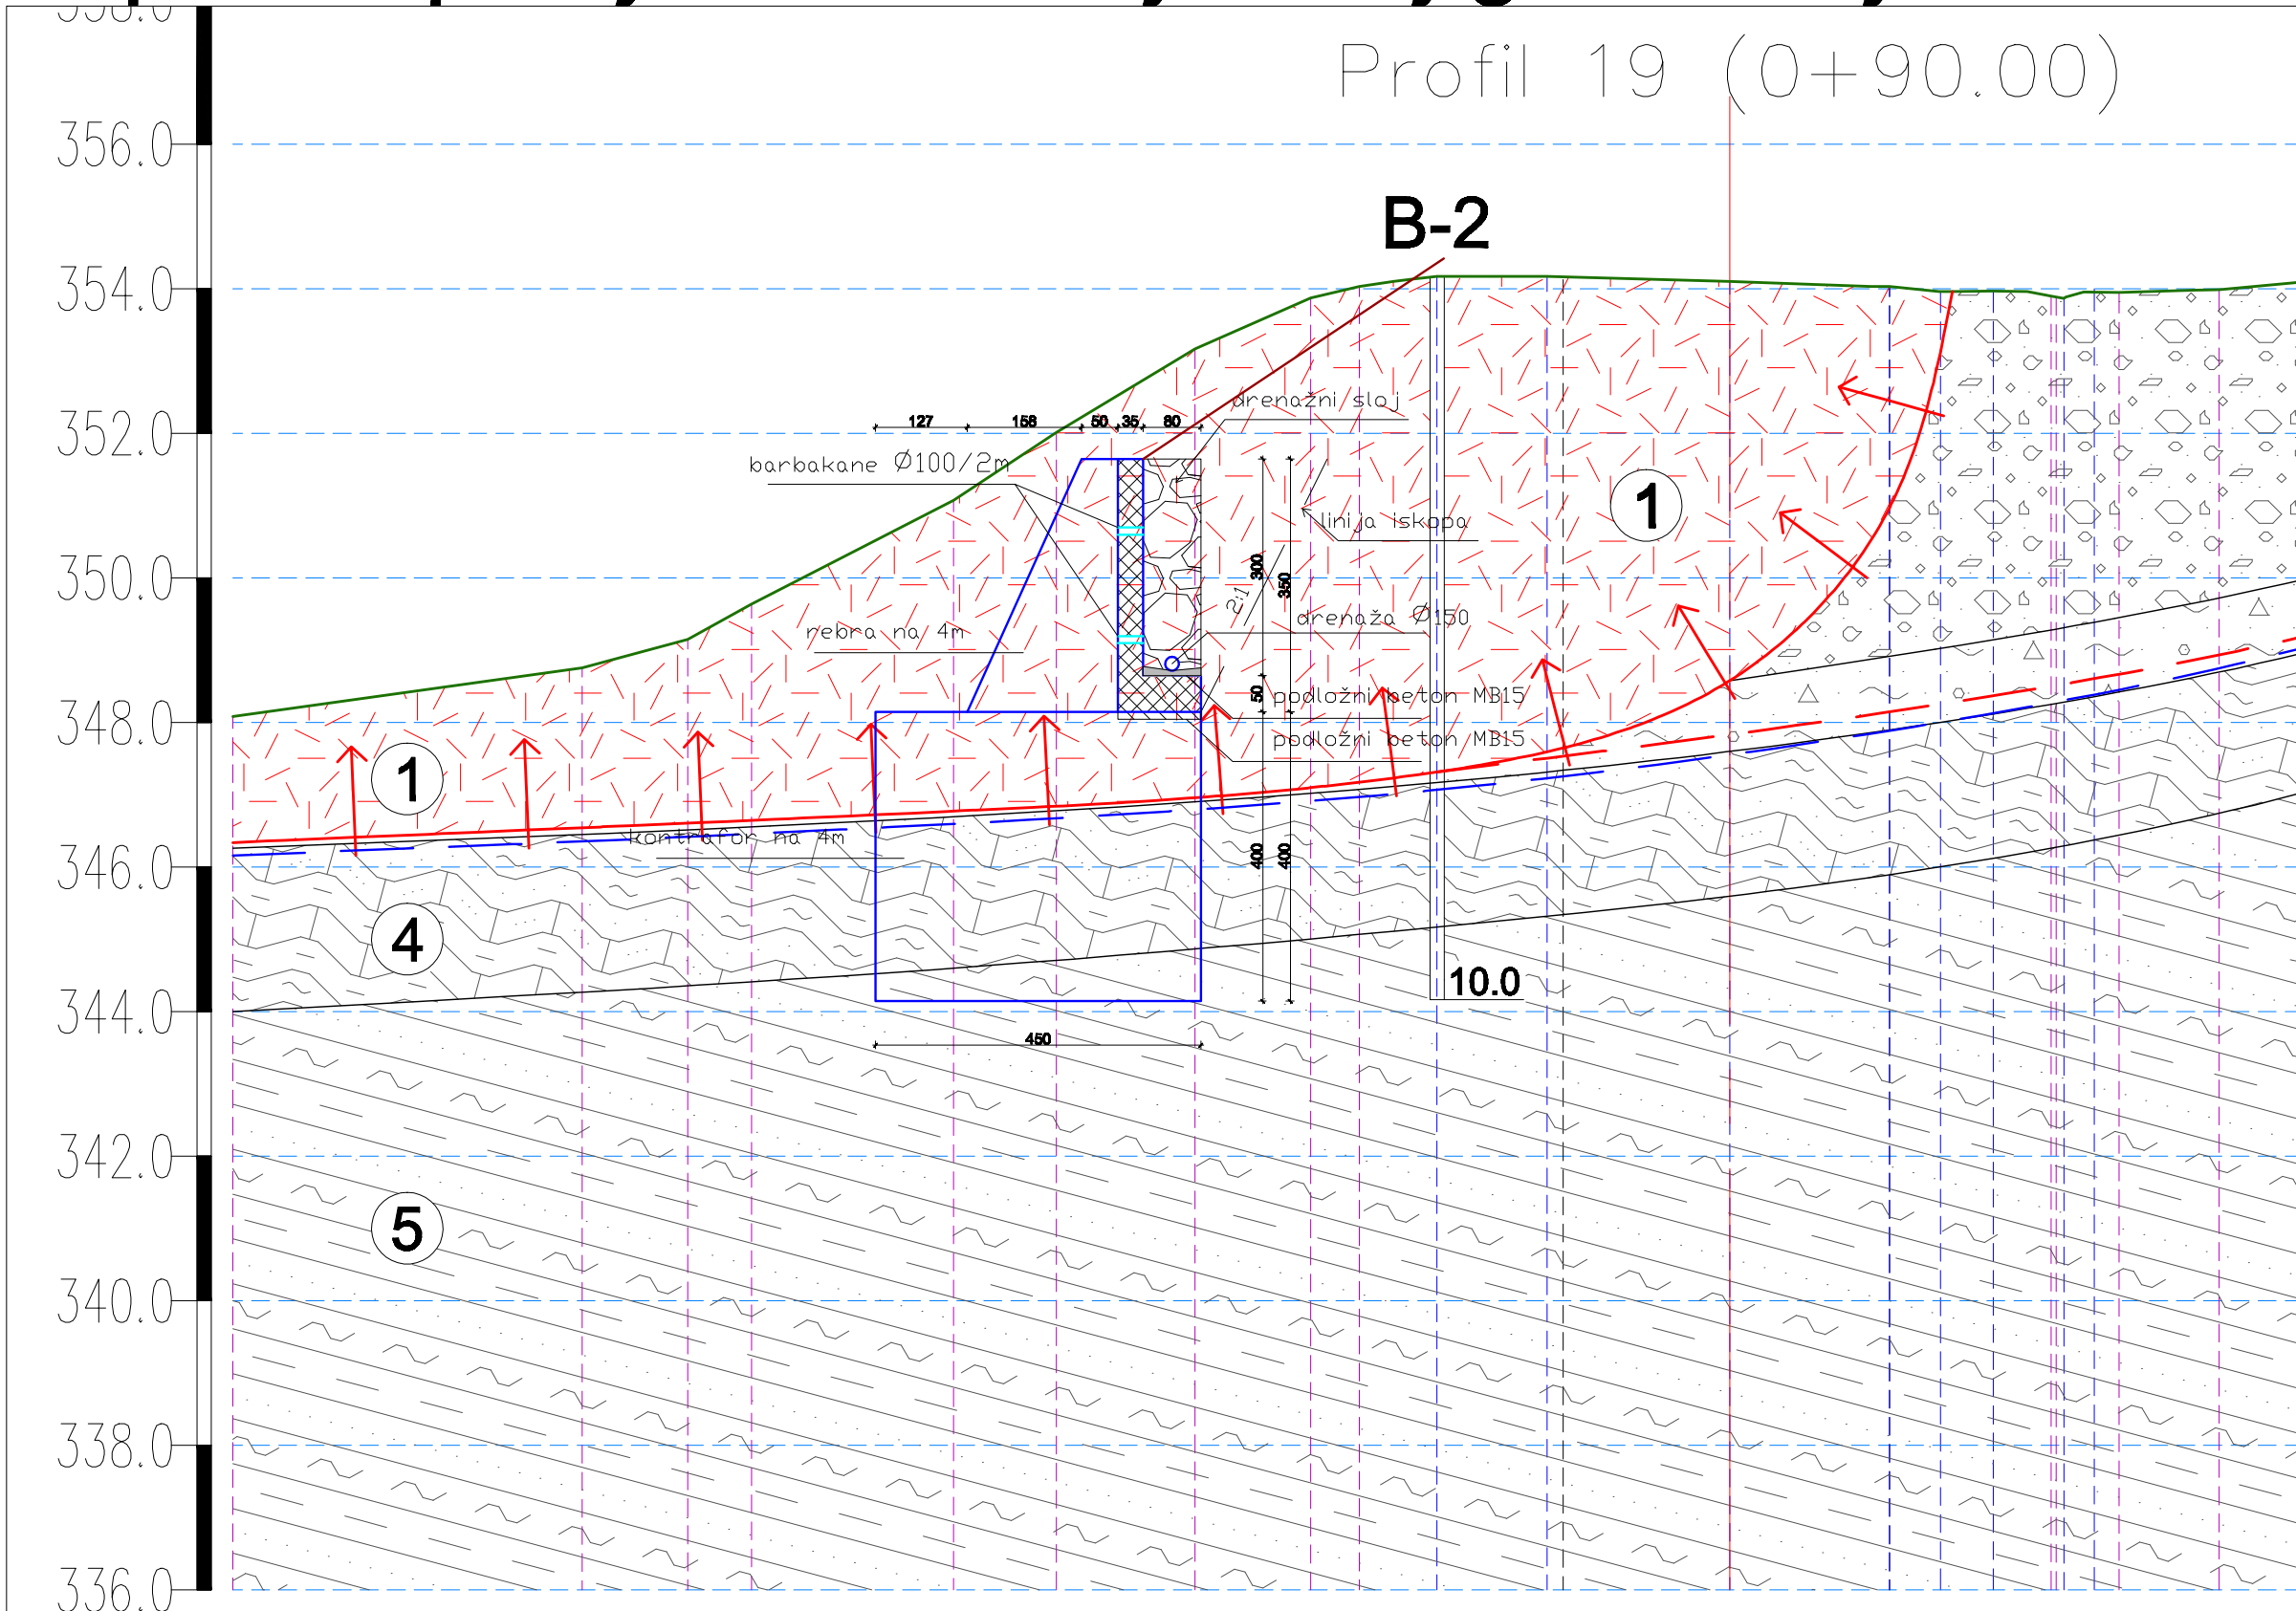 Profil 19 (0+90.00)
356.0
B-2
354.0
352.0
127 158 50 35 80
drenažni sloj
barbakane Ø100/2m
1
linija iskopa
350.0
300
350
2:1
drenaža Ø150
rebra na 4m
50
podložni beton MB15
348.0
podložni beton MB15
1
kontrafor na 4m
400
400
346.0
4
10.0
344.0
450
342.0
5
340.0
338.0
336.0